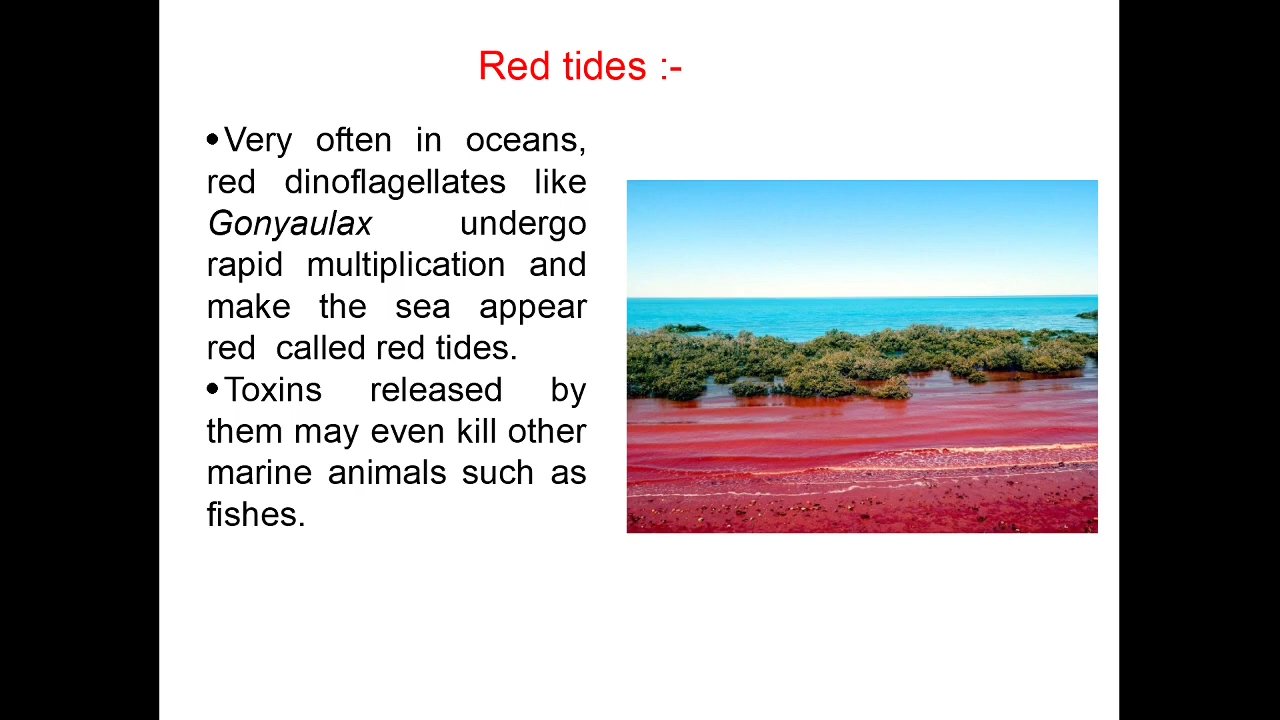 Red tides :-
•Very often in oceans,
red dinoflagellates like
Gonyaulax undergo
rapid multiplication and
make the sea appear
red called red tides.
•Toxins released by
them may even kill other
marine animals such as
fishes.